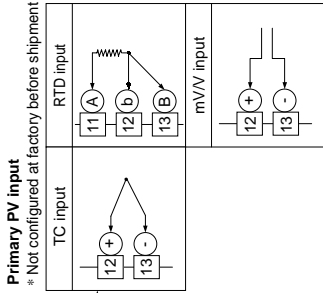 Primary PV input
* Not configured at factory before shipment
TC input
12 +
13 -
RTD input
11 A
12 b
13 B
mV/V input
12 +
13 -